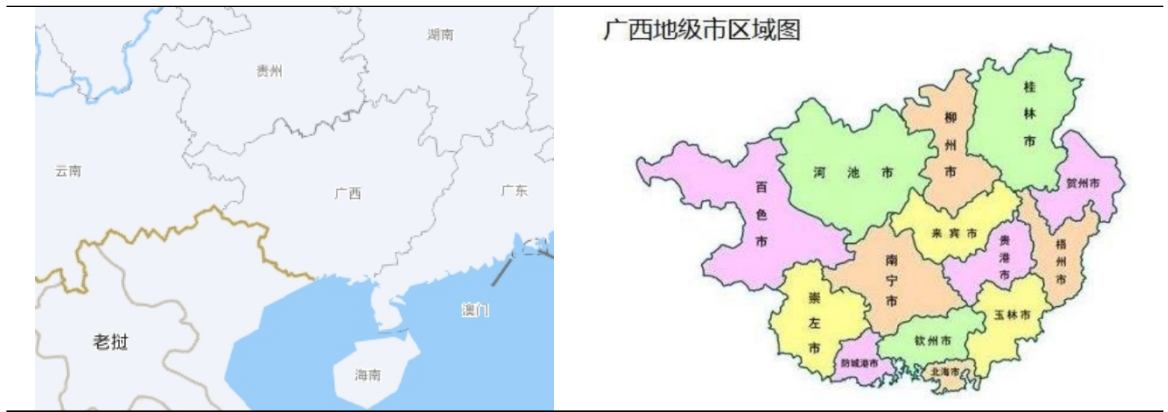 湖南
贵州
云南
广西
广东
澳门
老挝
海南
广西地级市区域图
桂林市
柳州市
河池市
贺州市
百色市
来宾市
贵港市
梧州市
南宁市
崇左市
玉林市
钦州市
防城港市
北海市